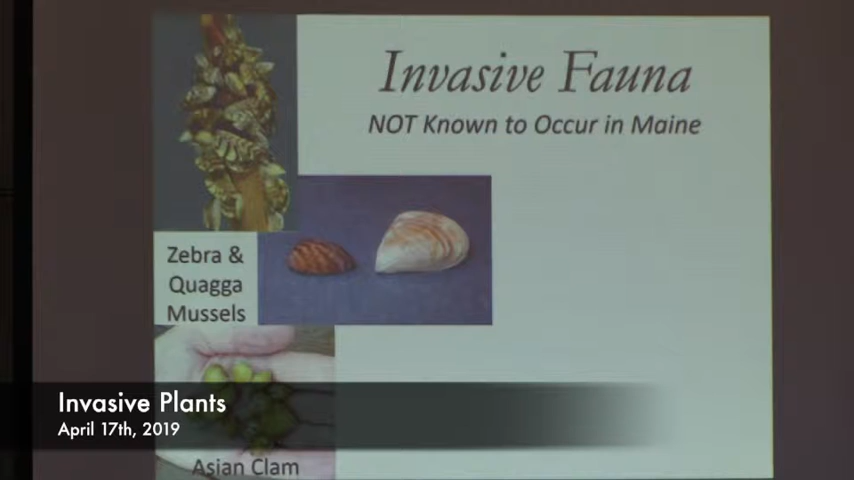 Invasive Fauna
NOT Known to Occur in Maine
Zebra &
Quagga
Mussels
Invasive Plants
April 17th, 2019
Asian Clam